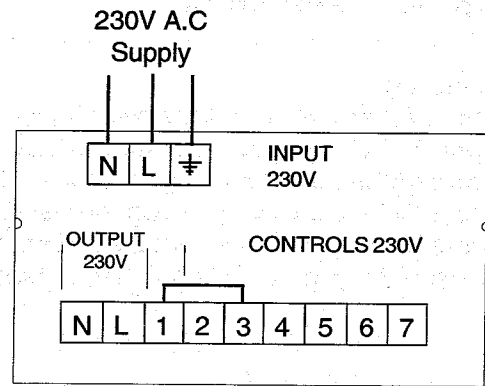 230V A.C
Supply
N L ⏚
INPUT
230V
OUTPUT
230V
CONTROLS 230V
N L 1 2 3 4 5 6 7